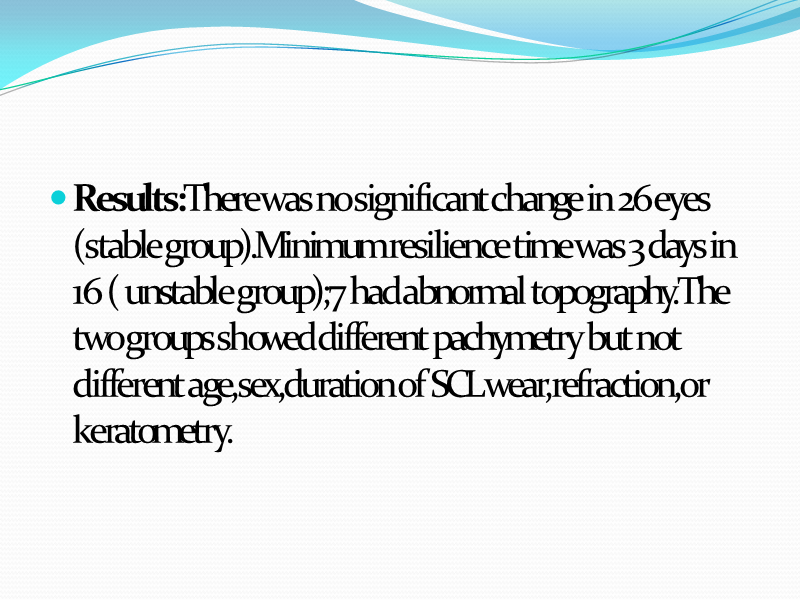 Results:There was no significant change in 26 eyes
(stable group).Minimum resilience time was 3 days in
16 ( unstable group);7 had abnormal topography.The
two groups showed different pachymetry but not
different age,sex,duration of SCL wear,refraction,or
keratometry.